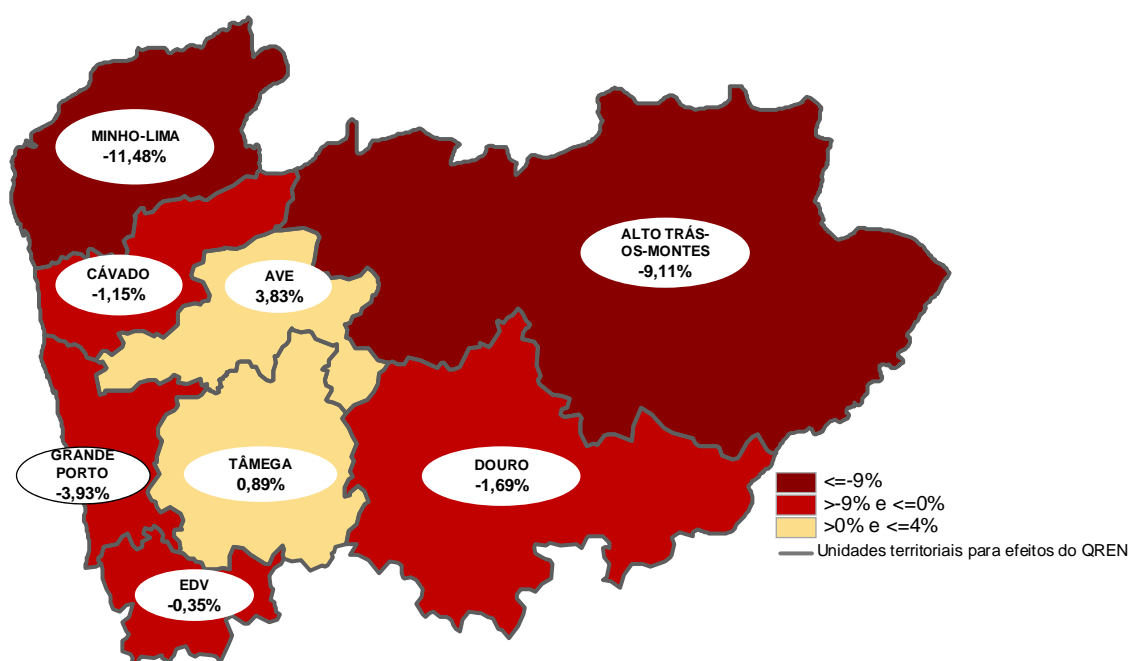 MINHO-LIMA
-11,48%
ALTO TRÁS-
OS-MONTES
-9,11%
CÁVADO
-1,15%
AVE
3,83%
GRANDE
PORTO
-3,93%
TÂMEGA
0,89%
DOURO
-1,69%
EDV
-0,35%
<=-9%
>-9% e <=0%
>0% e <=4%
Unidades territoriais para efeitos do QREN